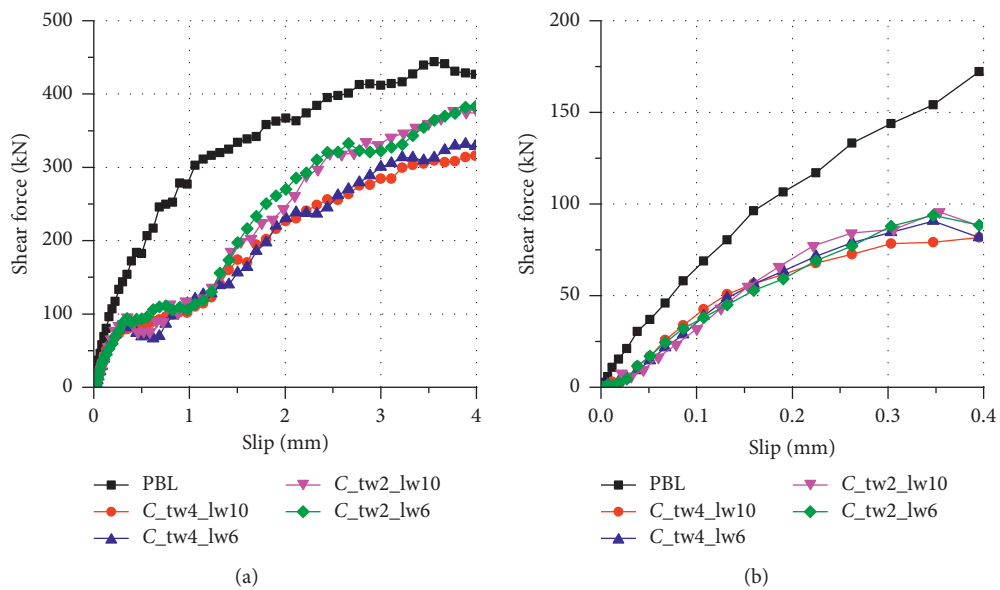 500
400
300
200
100
0
Shear force (kN)
0
1
2
3
4
Slip (mm)
PBL
C_tw4_lw10
C_tw4_lw6
C_tw2_lw10
C_tw2_lw6
(a)
200
150
100
50
0
Shear force (kN)
0.0
0.1
0.2
0.3
0.4
Slip (mm)
PBL
C_tw4_lw10
C_tw4_lw6
C_tw2_lw10
C_tw2_lw6
(b)